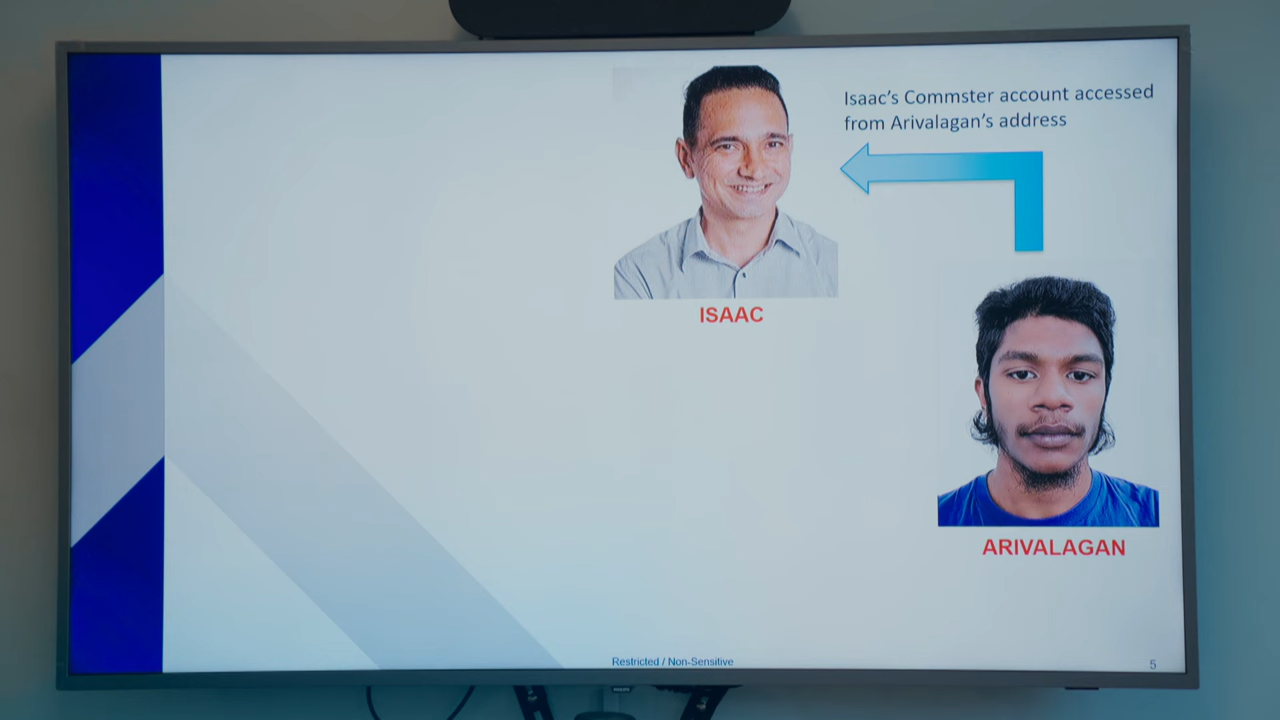 Isaac's Commster account accessed
from Arivalagan's address
ISAAC
ARIVALAGAN
Restricted / Non-Sensitive
5